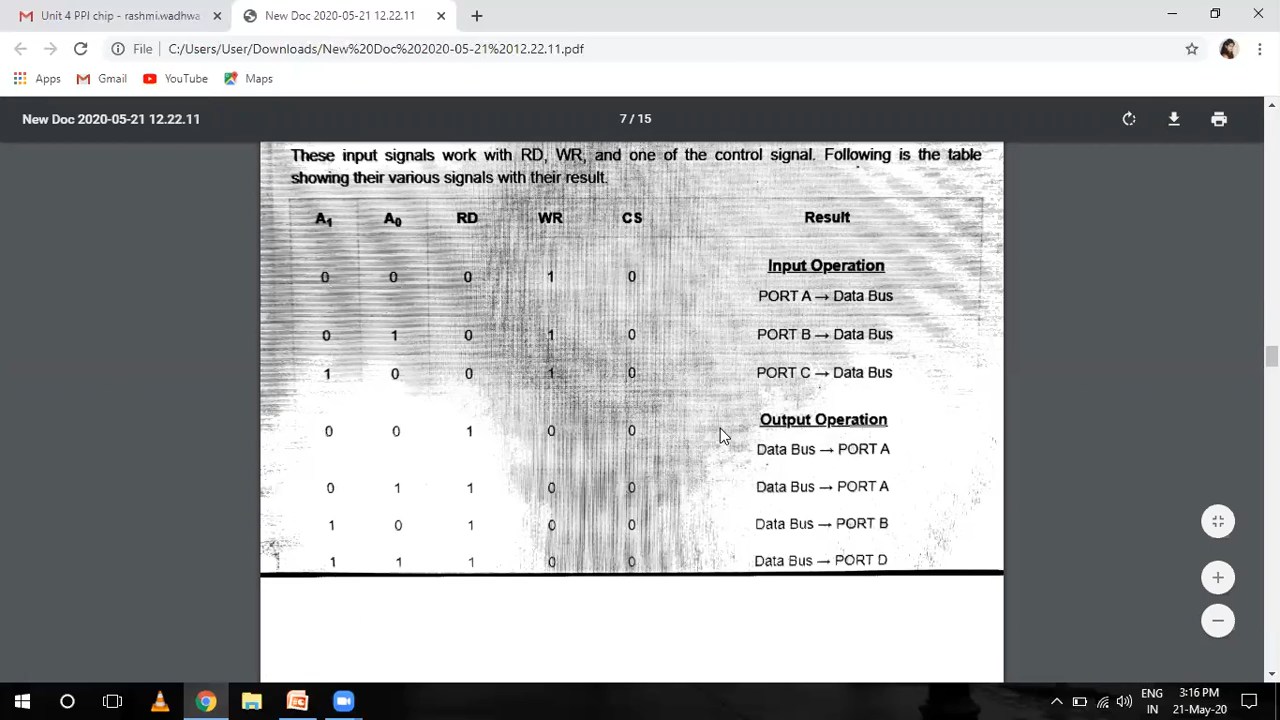 Unit 4 PPI chip - rashmi.wadhwa
New Doc 2020-05-21 12.22.11
File
C:/Users/User/Downloads/New%20Doc%202020-05-21%2012.22.11.pdf
Apps Gmail YouTube Maps
New Doc 2020-05-21 12.22.11
7 / 15
These input signals work with RD, WR, and one of the control signal. Following is the table
showing their various signals with their result.
A1 A0 RD WR CS Result
Input Operation
0 0 0 1 0
PORT A → Data Bus
0 1 0 1 0 PORT B → Data Bus
1 0 0 1 0 PORT C → Data Bus
Output Operation
0 0 1 0 0
Data Bus → PORT A
0 1 1 0 0 Data Bus → PORT A
1 0 1 0 0 Data Bus → PORT B
1 1 1 0 0 Data Bus → PORT D
ENG
IN
3:16 PM
21-May-20